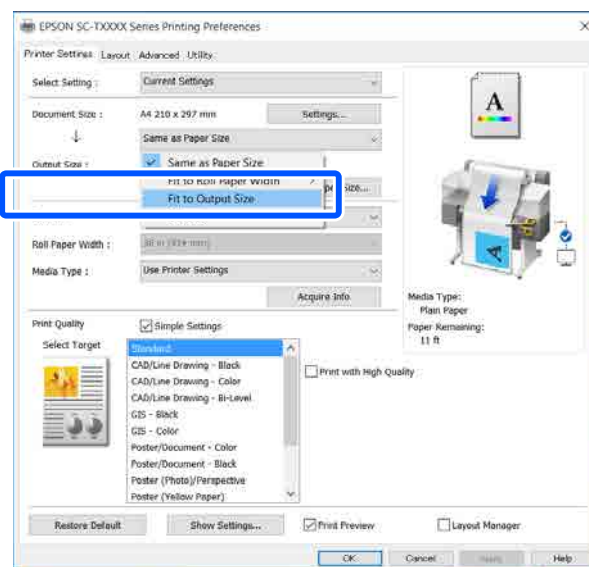 EPSON SC-TXXXX Series Printing Preferences
Printer Settings Layout Advanced Utility
Select Setting : Current Settings
Document Size : A4 210 x 297 mm Settings...
Same as Paper Size
Output Size : Same as Paper Size
Fit to Roll Paper Width
Size...
Fit to Output Size
Roll Paper Width :
Media Type : Use Printer Settings
Acquire Info
Media Type:
Plain Paper
Paper Remaining:
11 ft
Print Quality Simple Settings
Select Target
Standard
CAD/Line Drawing - Black
CAD/Line Drawing - Color
CAD/Line Drawing - Bi-Level
GIS - Black
GIS - Color
Poster/Document - Color
Poster/Document - Black
Poster (Photo)/Perspective
Poster (Yellow Paper)
Print with High Quality
A
Restore Default Show Settings... Print Preview Layout Manager
OK Cancel Apply Help